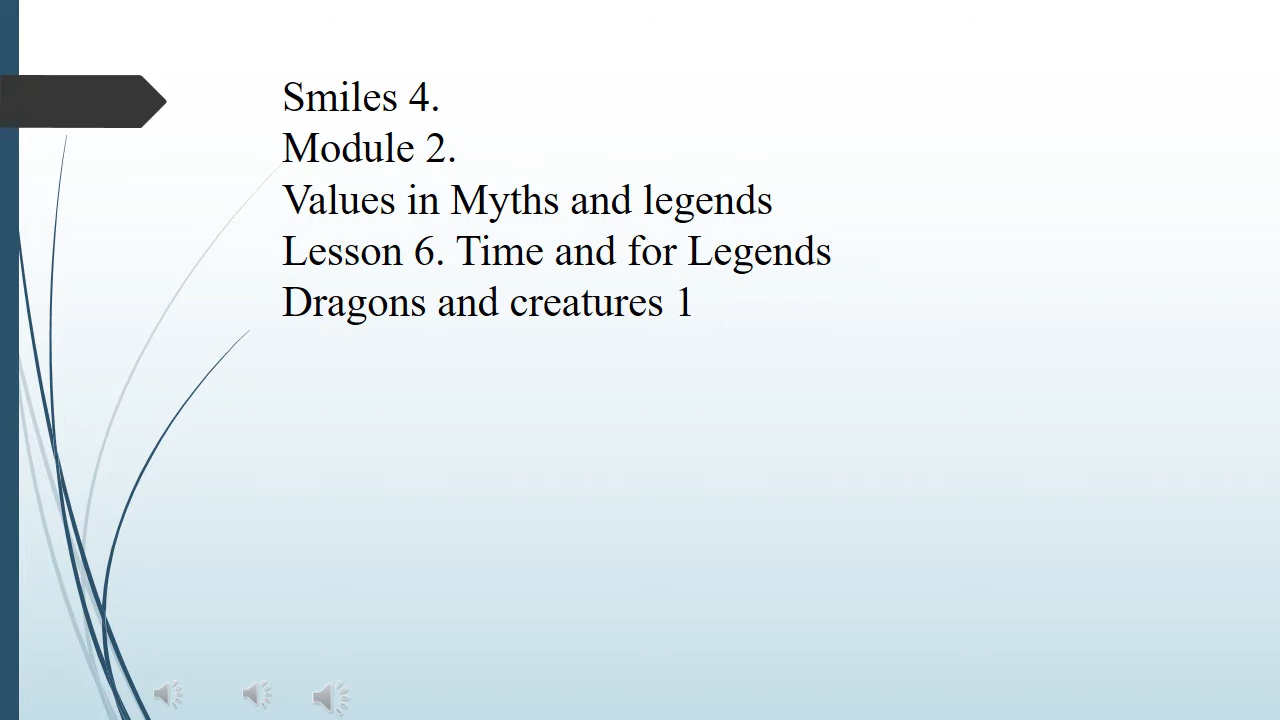 Smiles 4.
Module 2.
Values in Myths and legends
Lesson 6. Time and for Legends
Dragons and creatures 1